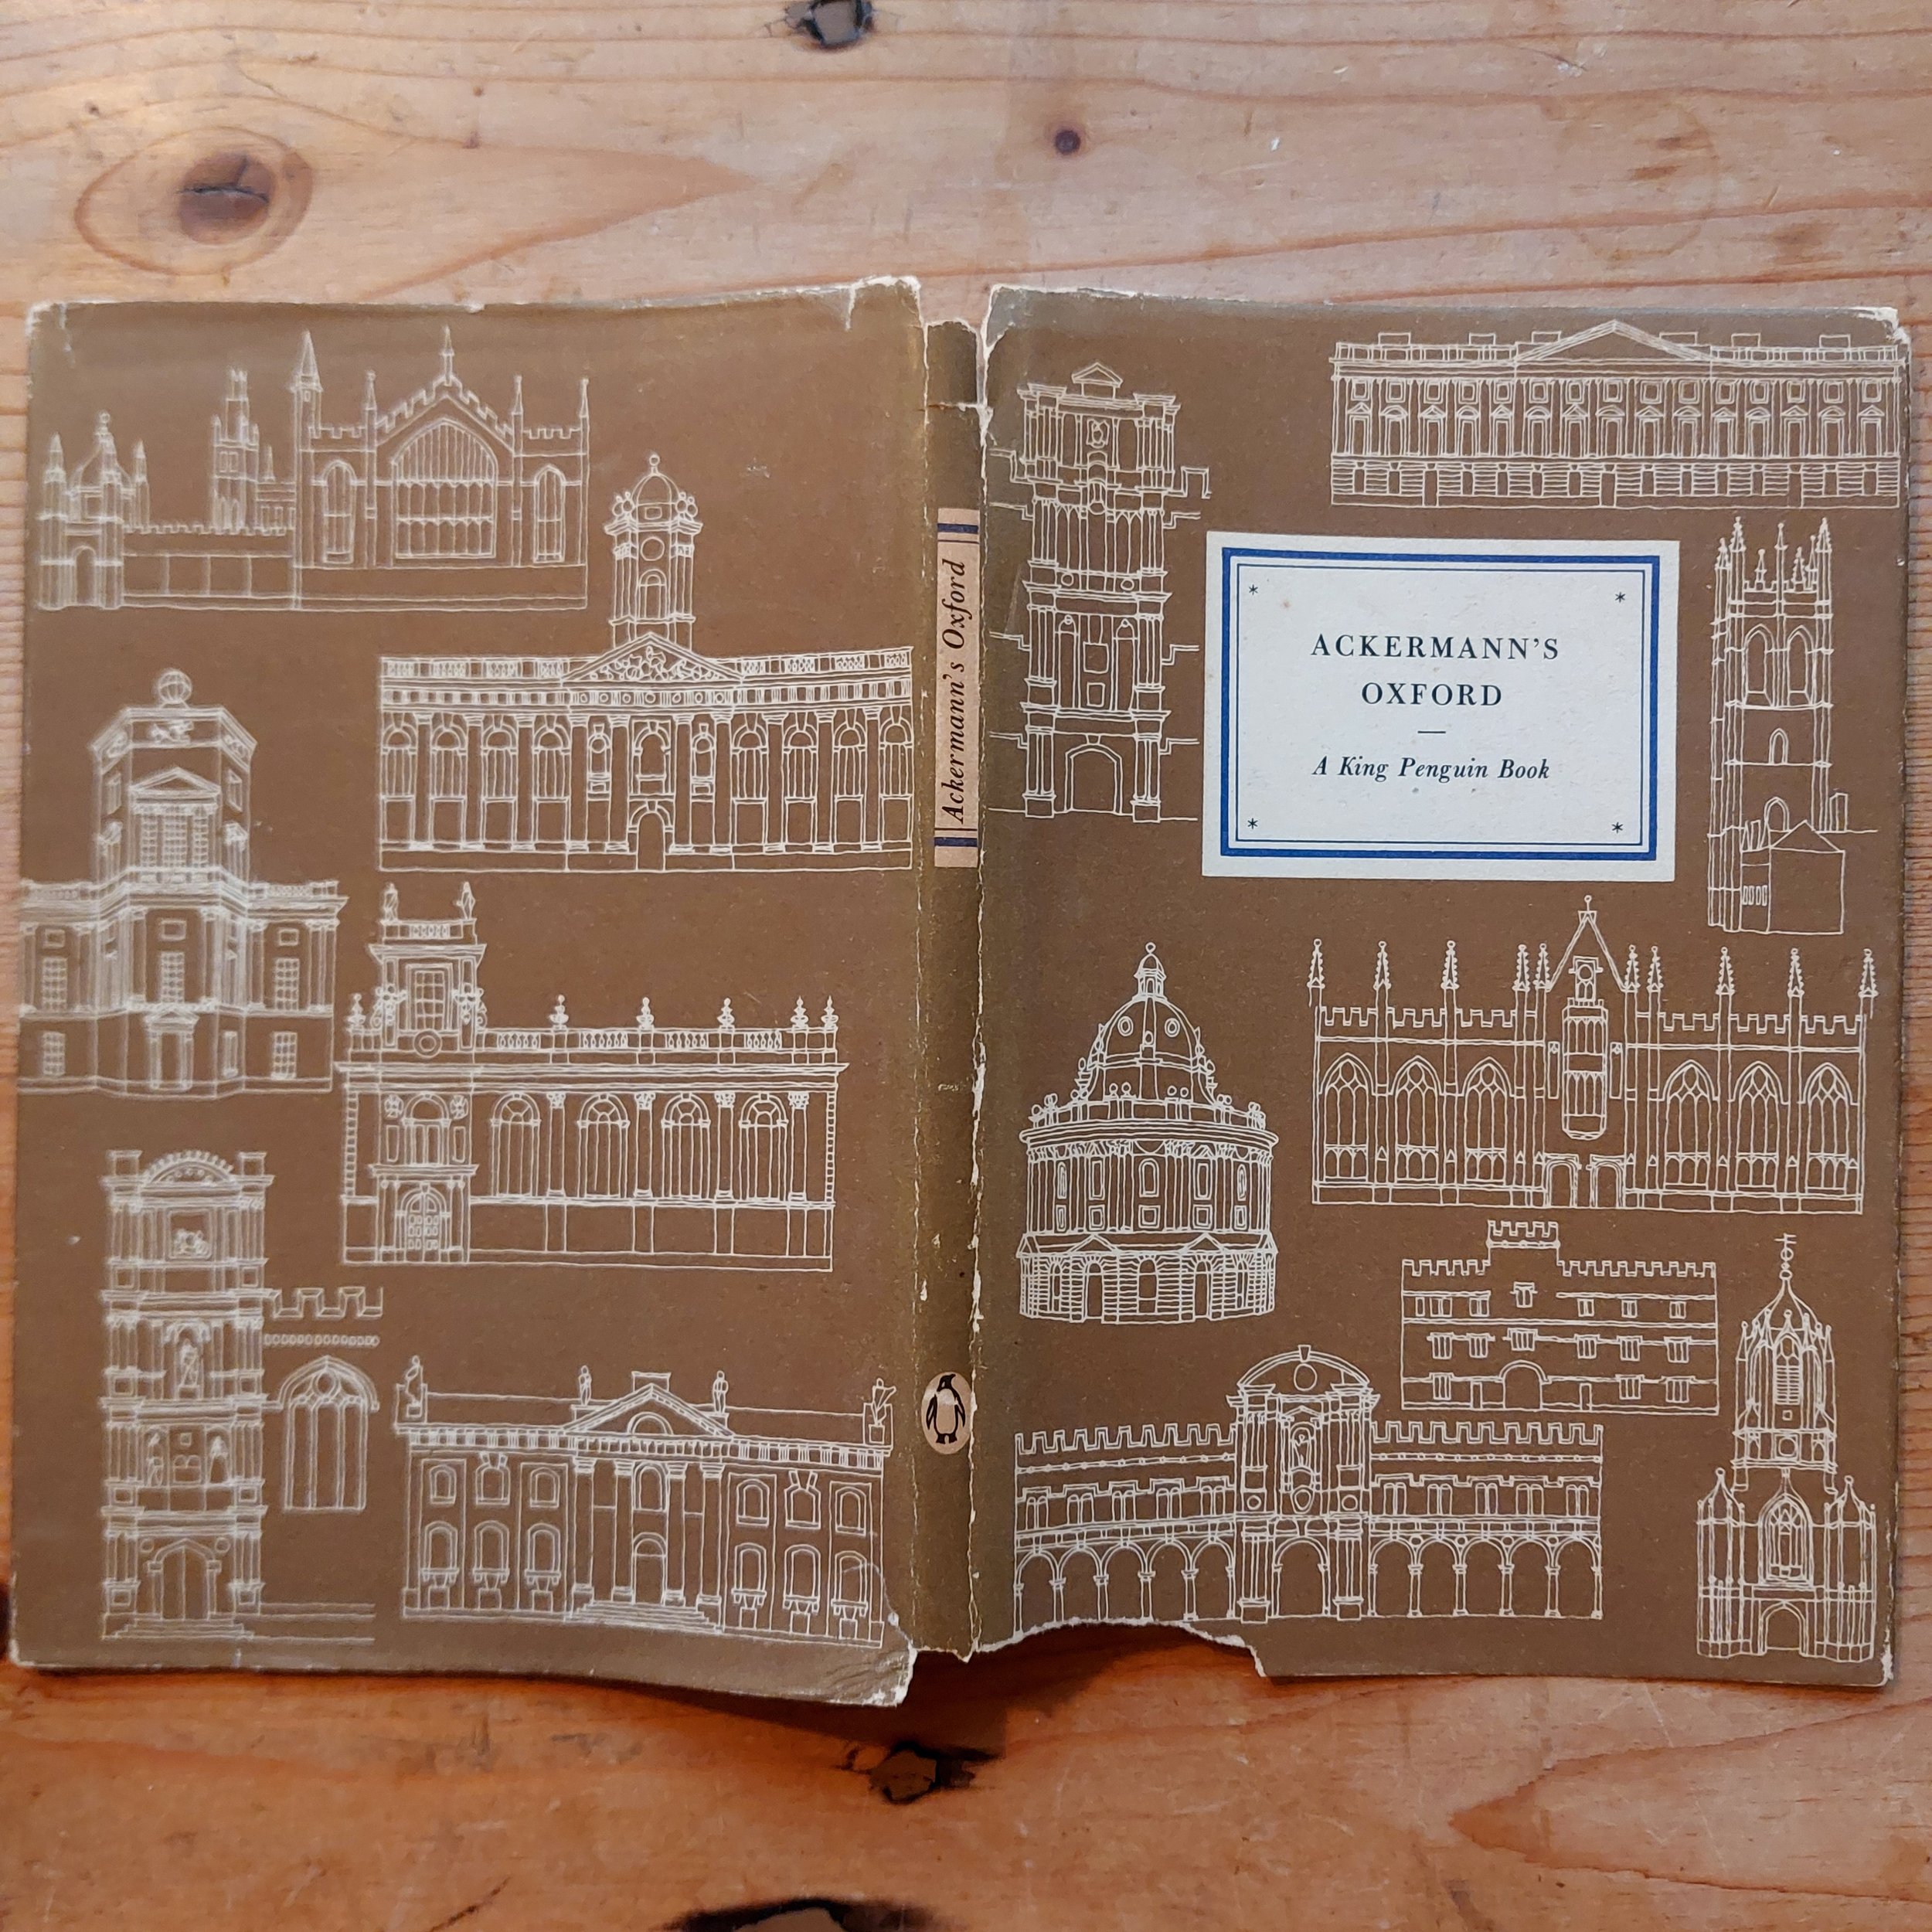 Ackermann's Oxford
* *
ACKERMANN'S
OXFORD
—
A King Penguin Book
* *